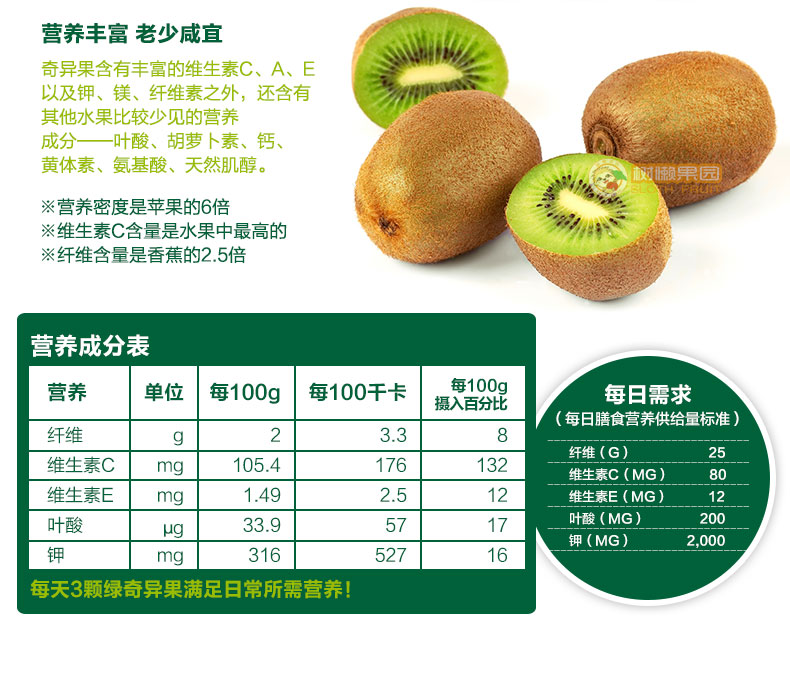 营养丰富 老少咸宜
奇异果含有丰富的维生素C、A、E
以及钾、镁、纤维素之外，还含有
其他水果比较少见的营养
成分——叶酸、胡萝卜素、钙、
黄体素、氨基酸、天然肌醇。
※营养密度是苹果的6倍
※维生素C含量是水果中最高的
※纤维含量是香蕉的2.5倍
树懒果园
SLOTH FRUIT
营养成分表
营养 单位 每100g 每100千卡 每100g摄入百分比
纤维 g 2 3.3 8
维生素C mg 105.4 176 132
维生素E mg 1.49 2.5 12
叶酸 μg 33.9 57 17
钾 mg 316 527 16
每天3颗绿奇异果满足日常所需营养！
每日需求
（每日膳食营养供给量标准）
纤维（G） 25
维生素C（MG） 80
维生素E（MG） 12
叶酸（MG） 200
钾（MG） 2,000